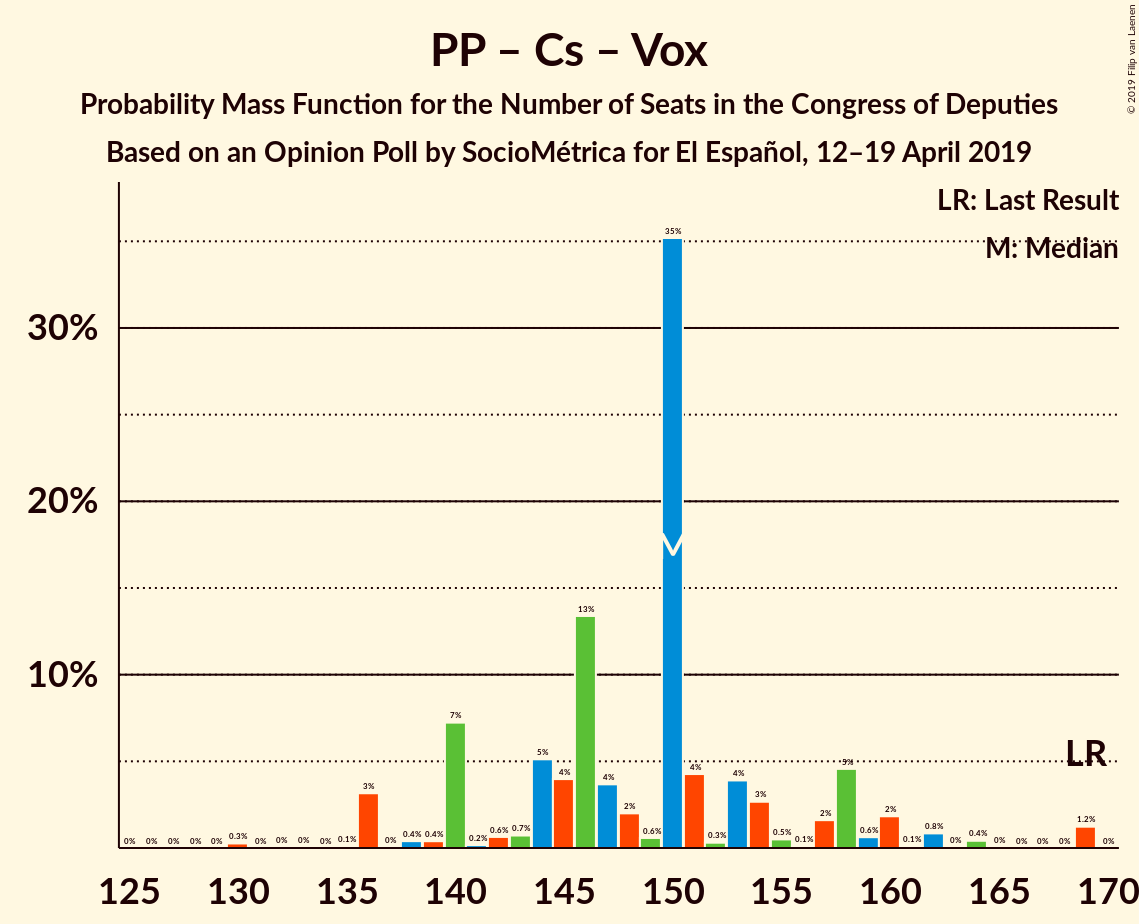 PP – Cs – Vox
Probability Mass Function for the Number of Seats in the Congress of Deputies
Based on an Opinion Poll by SocioMétrica for El Español, 12–19 April 2019
© 2019 Filip van Laenen
LR: Last Result
M: Median
30%
20%
10%
LR
0% 0% 0% 0% 0% 0.3% 0% 0% 0% 0% 0.1% 3% 0% 0.4% 0.4% 7% 0.2% 0.6% 0.7% 5% 4% 13% 4% 2% 0.6% 35% 4% 0.3% 4% 3% 0.5% 0.1% 2% 5% 0.6% 2% 0.1% 0.8% 0% 0.4% 0% 0% 0% 0% 1.2% 0%
125 130 135 140 145 150 155 160 165 170